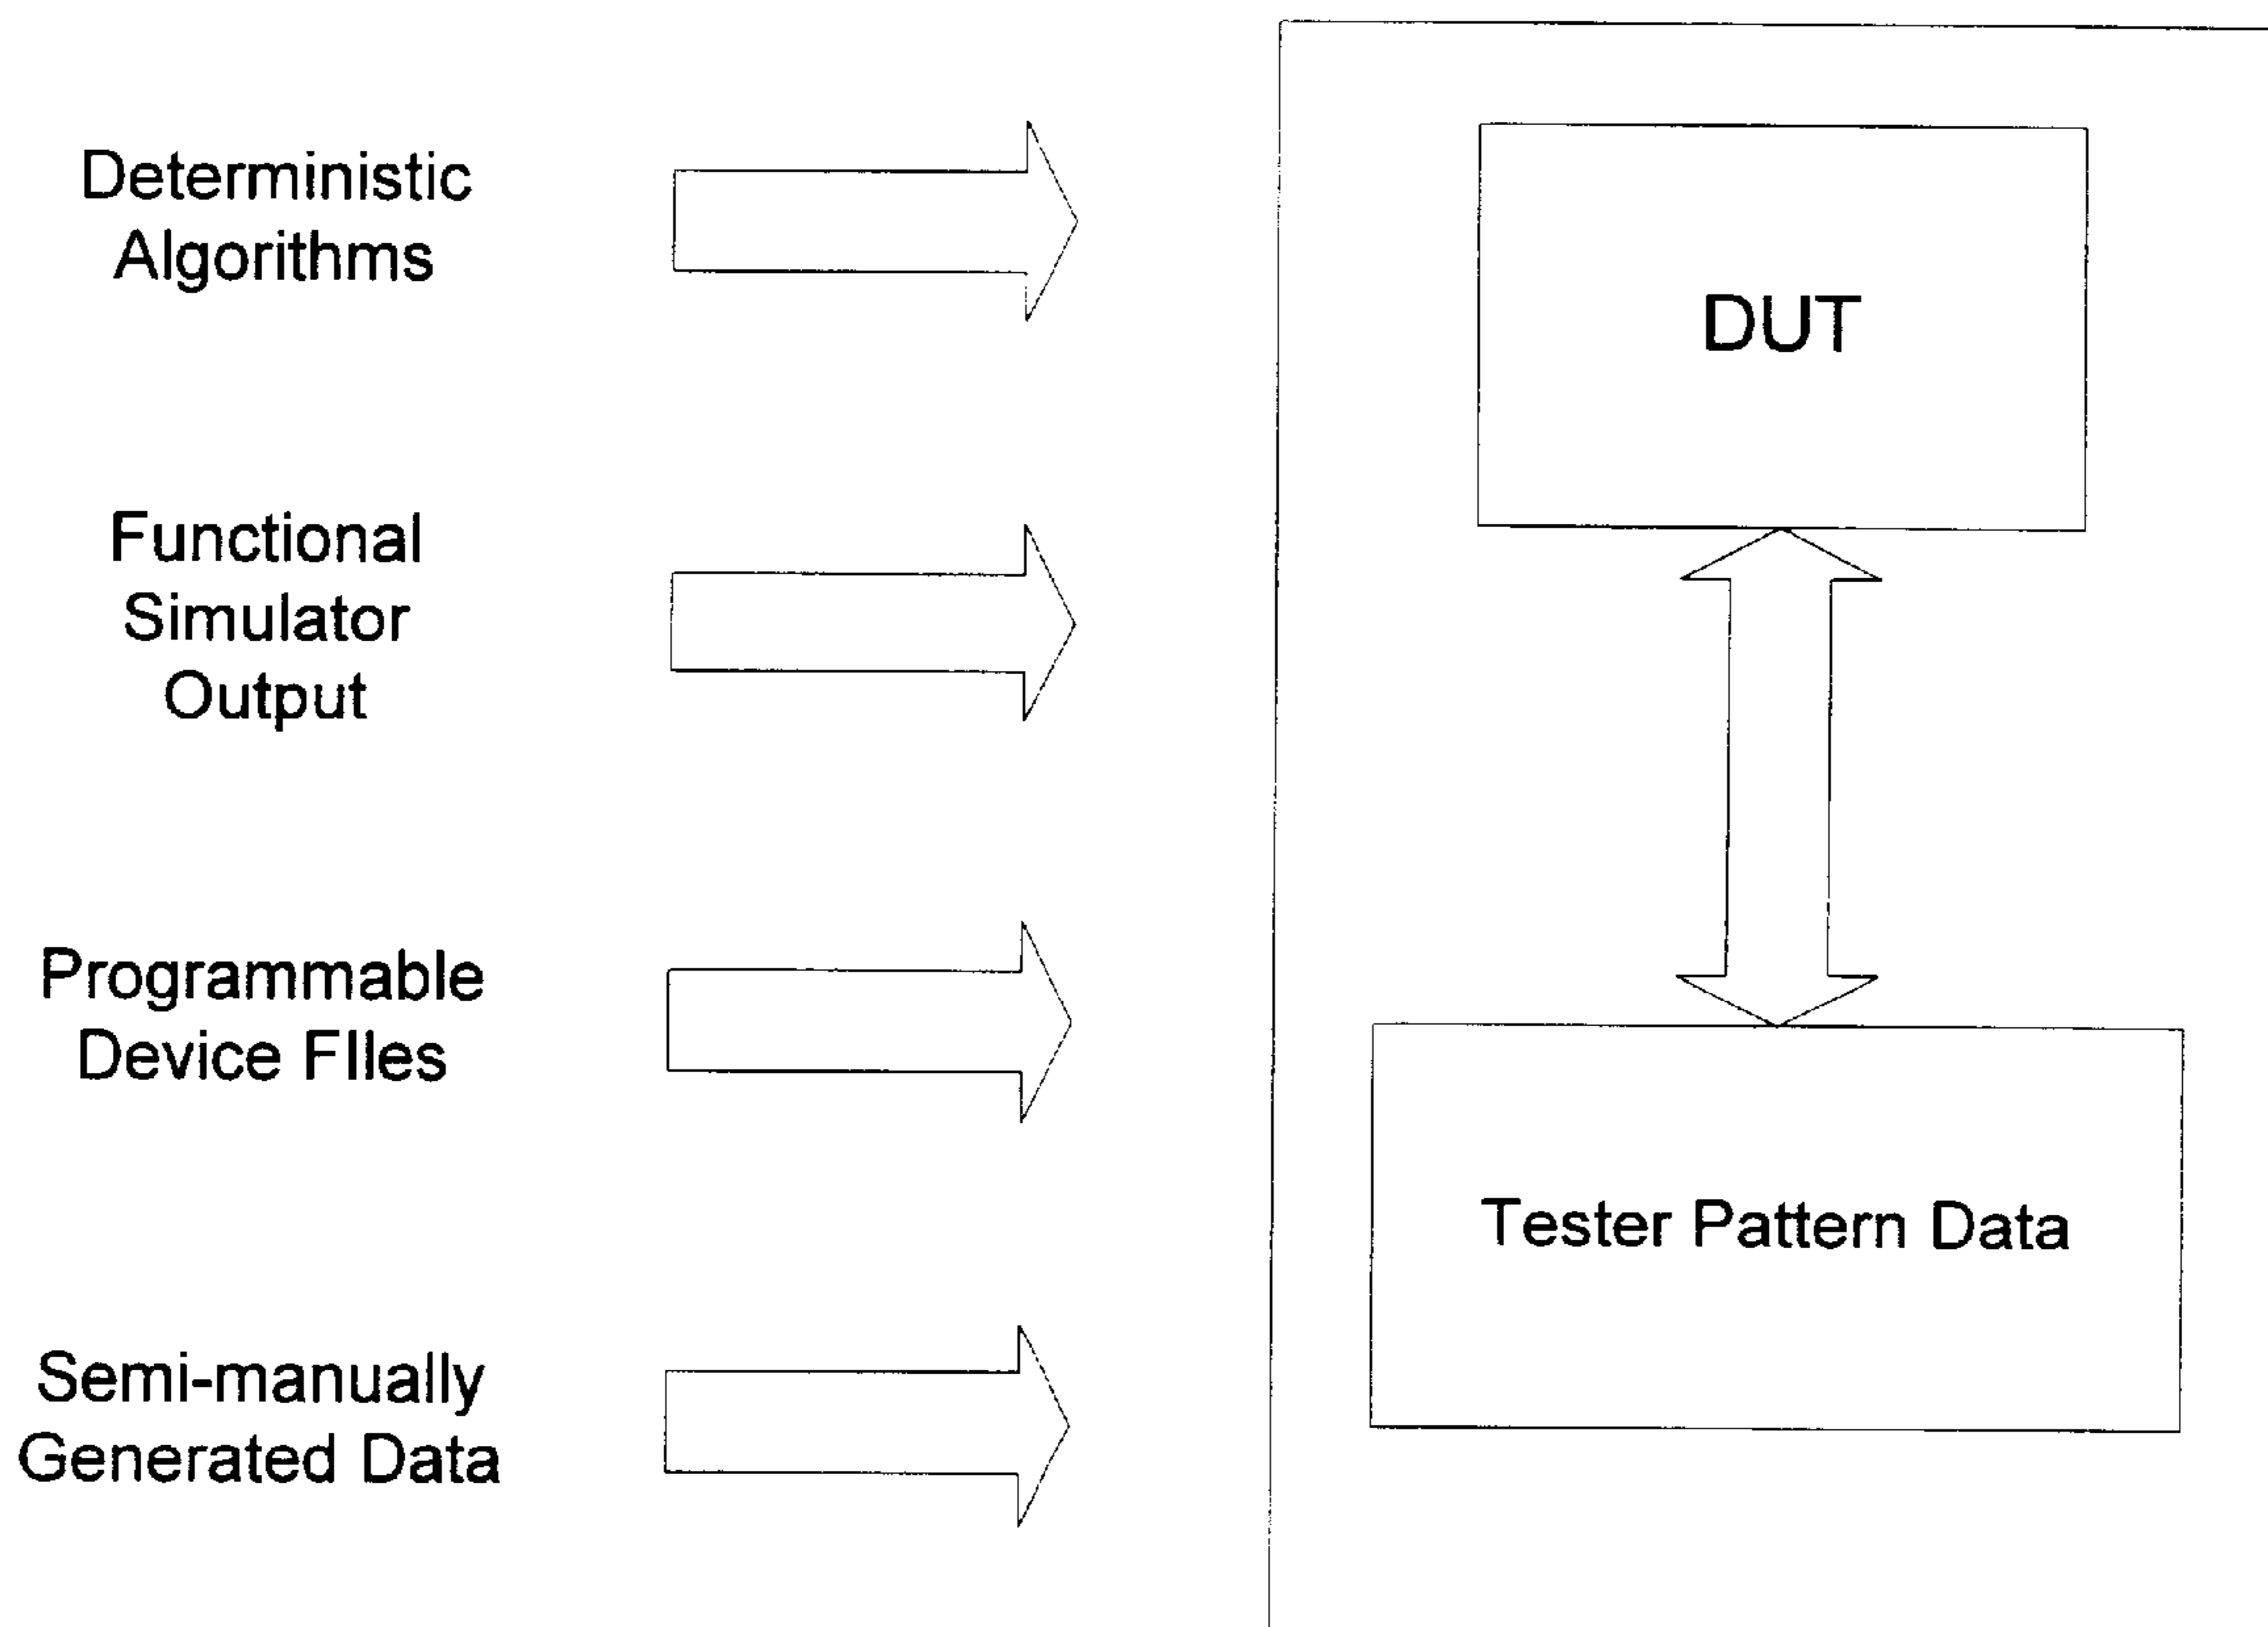 Deterministic
Algorithms
DUT
Functional
Simulator
Output
Programmable
Device FIles
Tester Pattern Data
Semi-manually
Generated Data